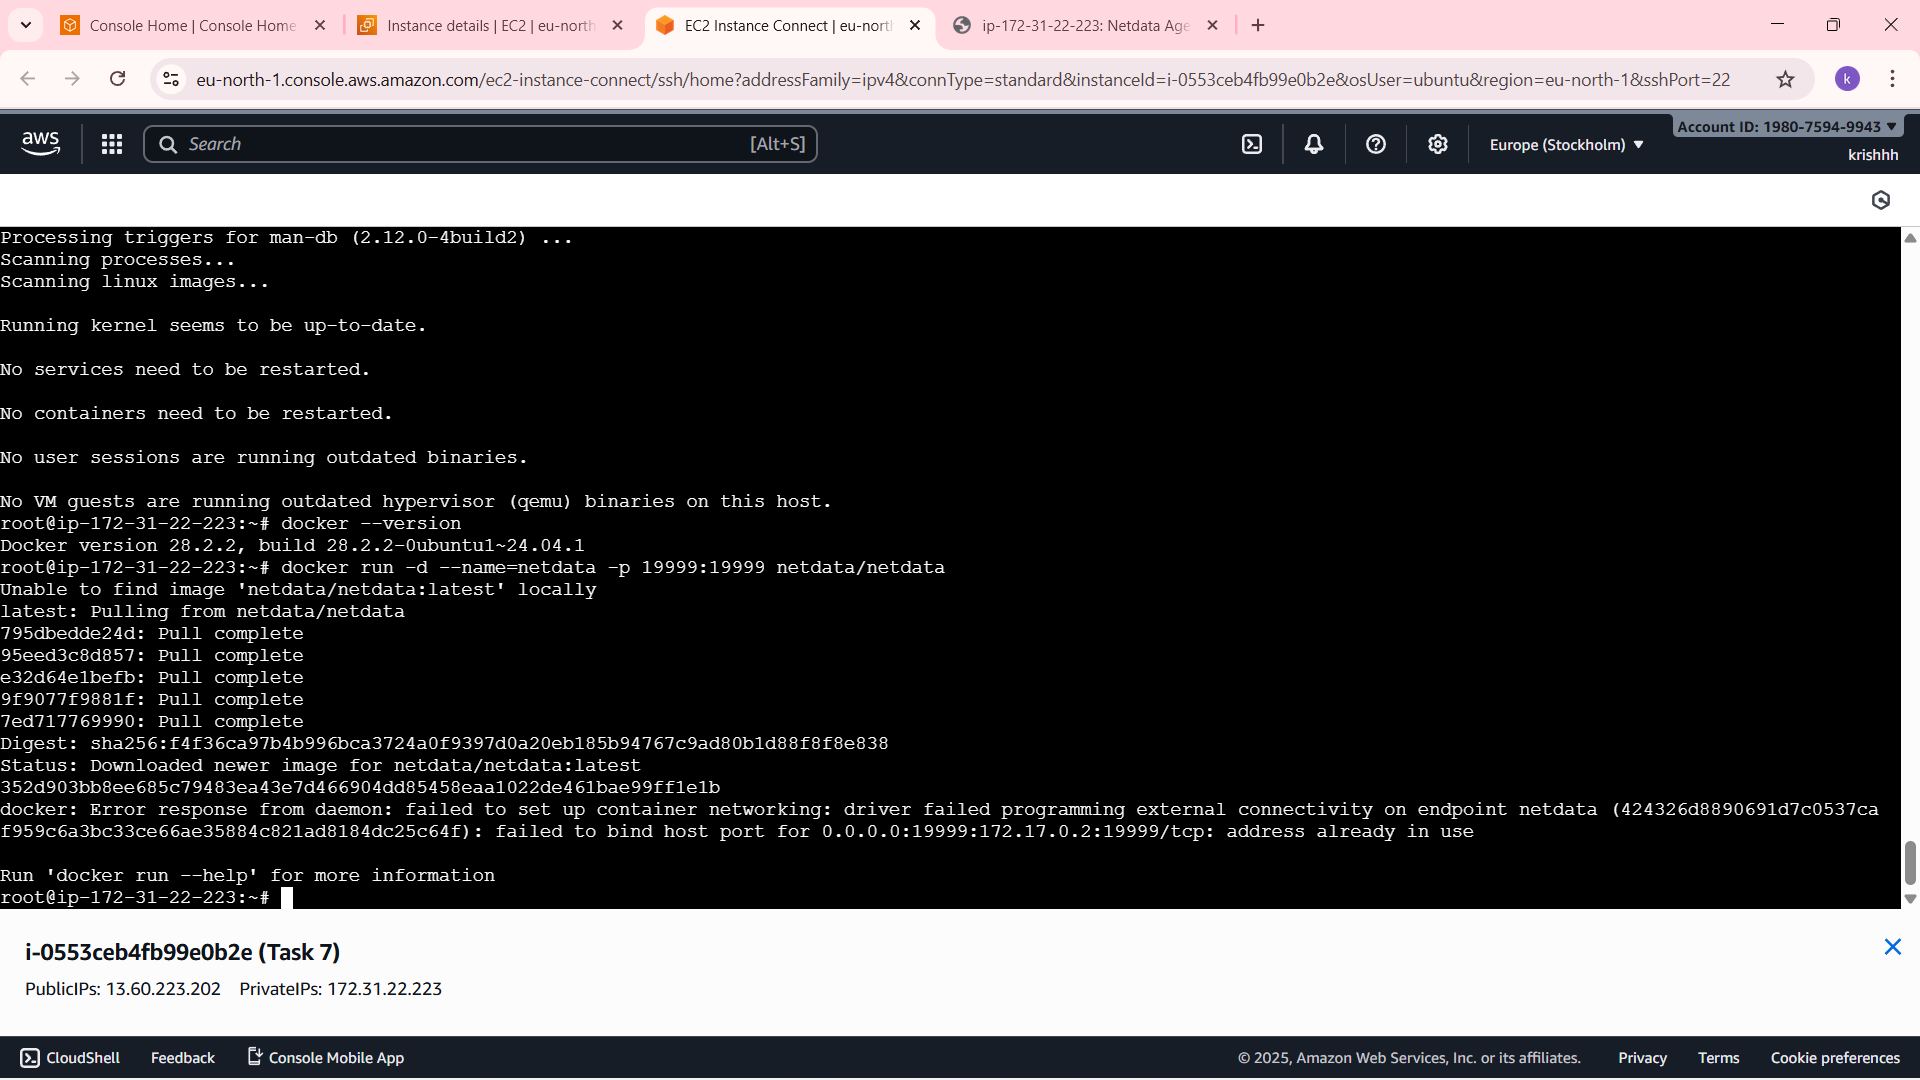 Console Home | Console Home
Instance details | EC2 | eu-north
EC2 Instance Connect | eu-north
ip-172-31-22-223: Netdata Age
eu-north-1.console.aws.amazon.com/ec2-instance-connect/ssh/home?addressFamily=ipv4&connType=standard&instanceId=i-0553ceb4fb99e0b2e&osUser=ubuntu&region=eu-north-1&sshPort=22
k
aws
Search
[Alt+S]
Europe (Stockholm)
Account ID: 1980-7594-9943
krishhh
Processing triggers for man-db (2.12.0-4build2) ...
Scanning processes...
Scanning linux images...
Running kernel seems to be up-to-date.
No services need to be restarted.
No containers need to be restarted.
No user sessions are running outdated binaries.
No VM guests are running outdated hypervisor (qemu) binaries on this host.
root@ip-172-31-22-223:~# docker --version
Docker version 28.2.2, build 28.2.2-0ubuntu1~24.04.1
root@ip-172-31-22-223:~# docker run -d --name=netdata -p 19999:19999 netdata/netdata
Unable to find image 'netdata/netdata:latest' locally
latest: Pulling from netdata/netdata
795dbedde24d: Pull complete
95eed3c8d857: Pull complete
e32d64e1befb: Pull complete
9f9077f9881f: Pull complete
7ed717769990: Pull complete
Digest: sha256:f4f36ca97b4b996bca3724a0f9397d0a20eb185b94767c9ad80b1d88f8f8e838
Status: Downloaded newer image for netdata/netdata:latest
352d903bb8ee685c79483ea43e7d466904dd85458eaa1022de461bae99ff1e1b
docker: Error response from daemon: failed to set up container networking: driver failed programming external connectivity on endpoint netdata (424326d8890691d7c0537ca
f959c6a3bc33ce66ae35884c821ad8184dc25c64f): failed to bind host port for 0.0.0.0:19999:172.17.0.2:19999/tcp: address already in use
Run 'docker run --help' for more information
root@ip-172-31-22-223:~#
i-0553ceb4fb99e0b2e (Task 7)
PublicIPs: 13.60.223.202 PrivateIPs: 172.31.22.223
CloudShell
Feedback
Console Mobile App
© 2025, Amazon Web Services, Inc. or its affiliates.
Privacy
Terms
Cookie preferences